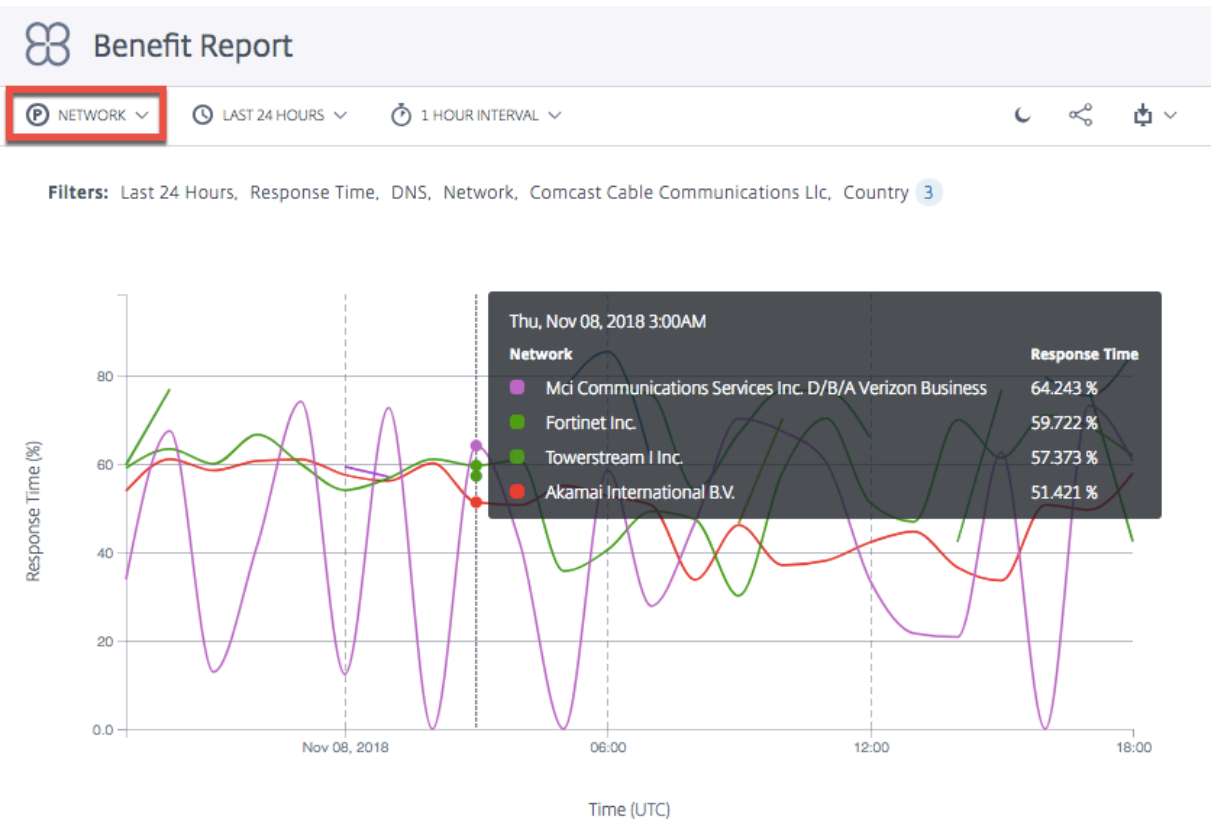 Benefit Report
P NETWORK LAST 24 HOURS 1 HOUR INTERVAL
Filters: Last 24 Hours, Response Time, DNS, Network, Comcast Cable Communications Llc, Country 3
Thu, Nov 08, 2018 3:00AM
Network Response Time
Mci Communications Services Inc. D/B/A Verizon Business 64.243 %
Fortinet Inc. 59.722 %
Towerstream I Inc. 57.373 %
Akamai International B.V. 51.421 %
Response Time (%)
80
60
40
20
0.0
Nov 08, 2018 06:00 12:00 18:00
Time (UTC)